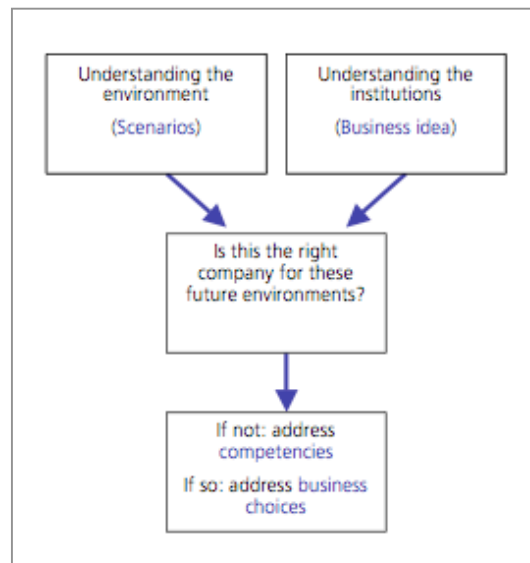 Understanding the
environment
(Scenarios)
Understanding the
institutions
(Business idea)
Is this the right
company for these
future environments?
If not: address
competencies
If so: address business
choices